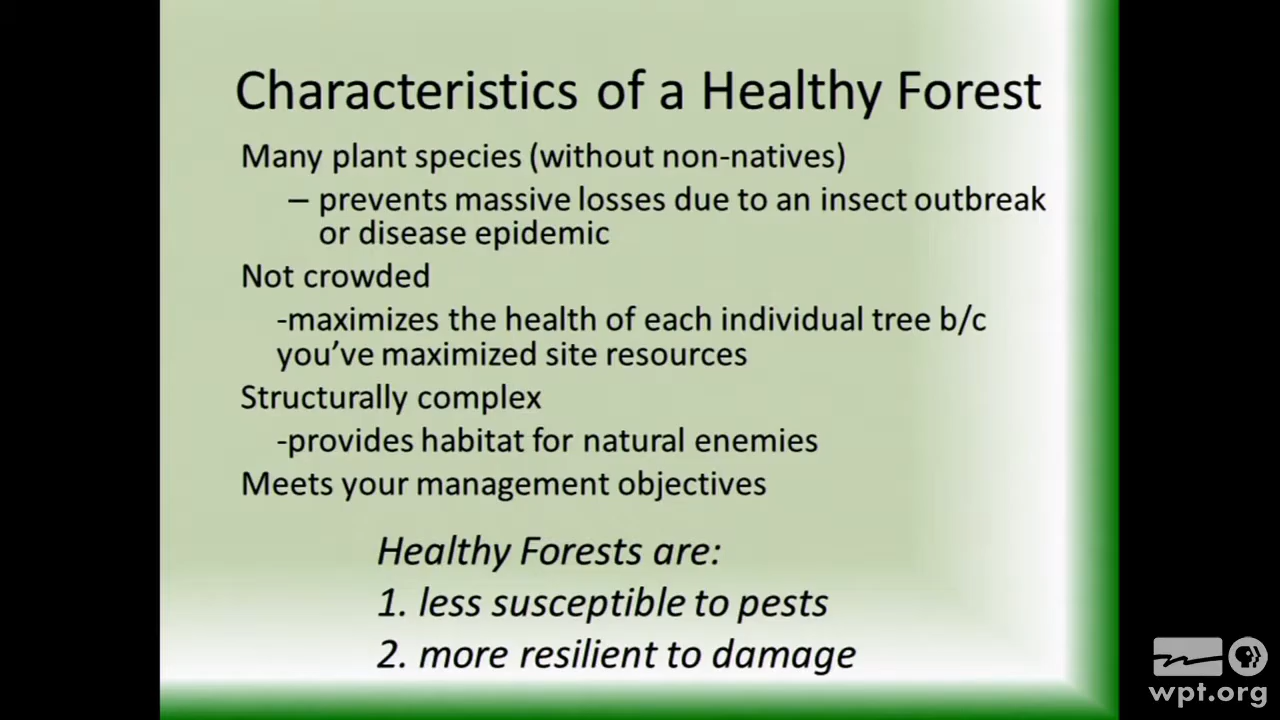 Characteristics of a Healthy Forest
Many plant species (without non-natives)
– prevents massive losses due to an insect outbreak
or disease epidemic
Not crowded
-maximizes the health of each individual tree b/c
you’ve maximized site resources
Structurally complex
-provides habitat for natural enemies
Meets your management objectives
Healthy Forests are:
1. less susceptible to pests
2. more resilient to damage
wpt.org